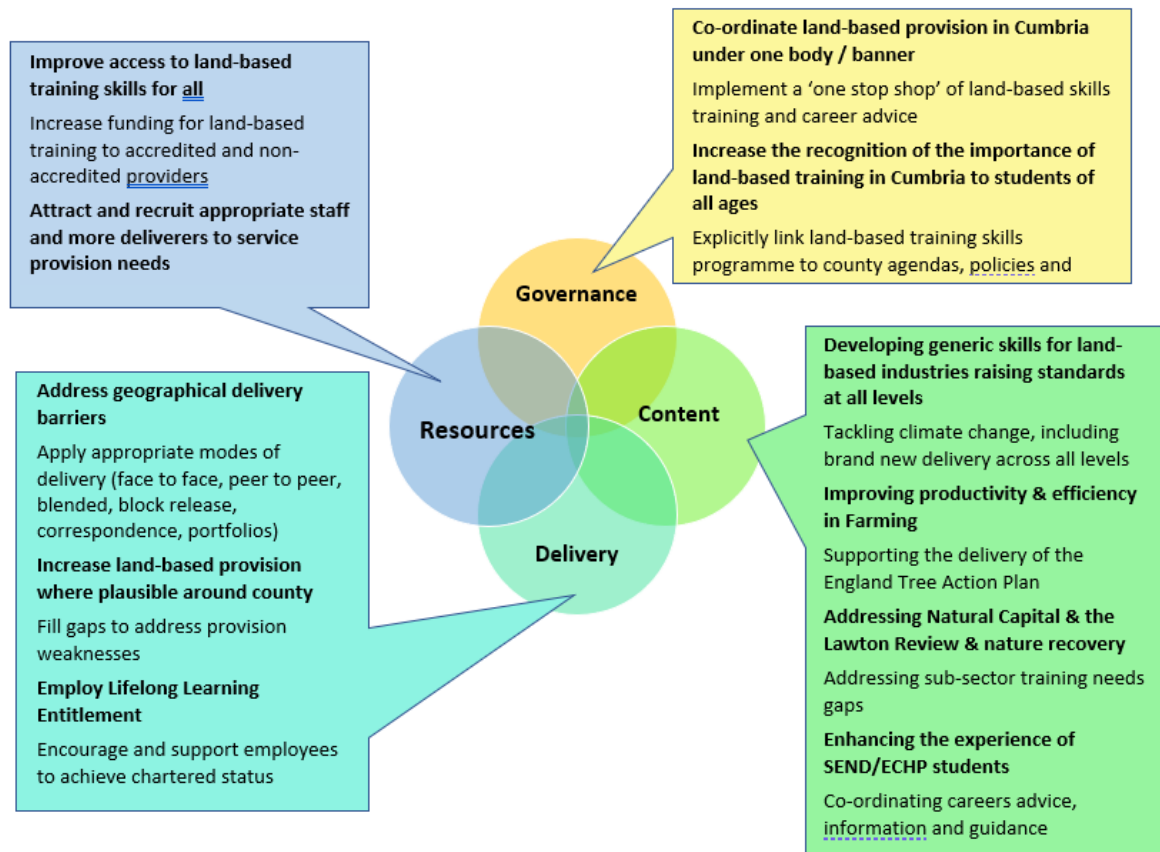 Improve access to land-based
training skills for all
Increase funding for land-based
training to accredited and non-
accredited providers
Attract and recruit appropriate staff
and more deliverers to service
provision needs
Co-ordinate land-based provision in Cumbria
under one body / banner
Implement a ‘one stop shop’ of land-based skills
training and career advice
Increase the recognition of the importance of
land-based training in Cumbria to students of
all ages
Explicitly link land-based training skills
programme to county agendas, policies and
Governance
Resources
Content
Delivery
Address geographical delivery
barriers
Apply appropriate modes of
delivery (face to face, peer to peer,
blended, block release,
correspondence, portfolios)
Increase land-based provision
where plausible around county
Fill gaps to address provision
weaknesses
Employ Lifelong Learning
Entitlement
Encourage and support employees
to achieve chartered status
Developing generic skills for land-
based industries raising standards
at all levels
Tackling climate change, including
brand new delivery across all levels
Improving productivity & efficiency
in Farming
Supporting the delivery of the
England Tree Action Plan
Addressing Natural Capital & the
Lawton Review & nature recovery
Addressing sub-sector training needs
gaps
Enhancing the experience of
SEND/ECHP students
Co-ordinating careers advice,
information and guidance